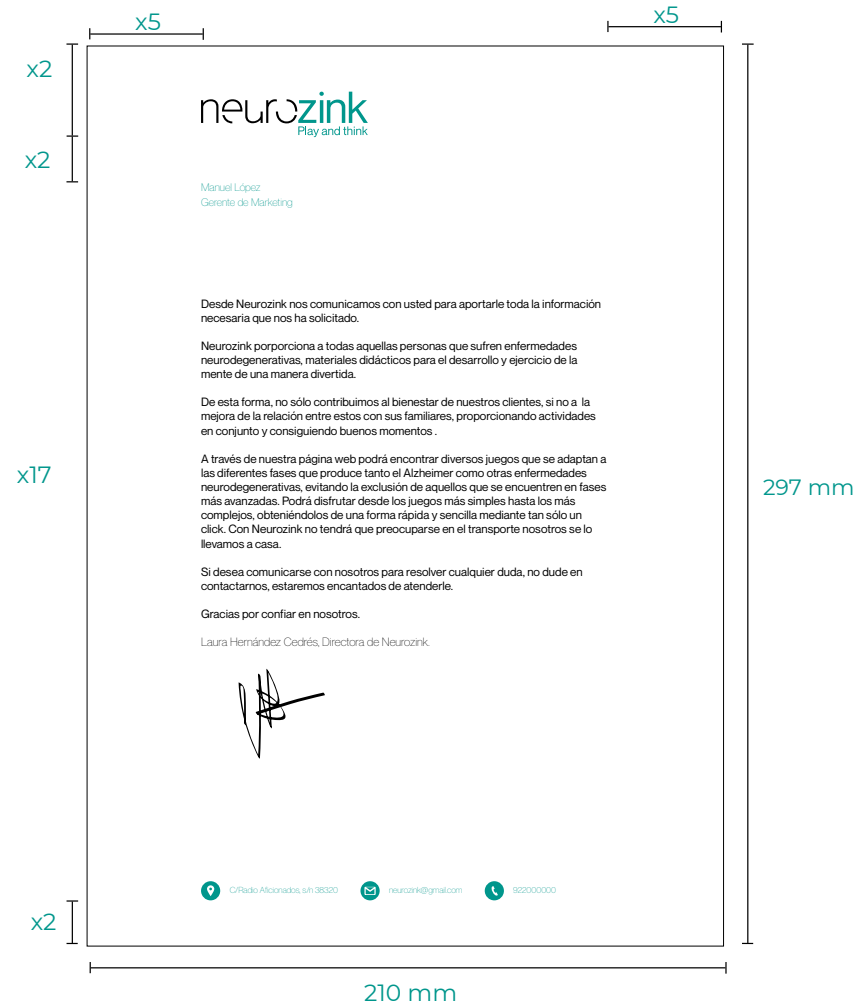 x5
x5
x2
neurozink
Play and think
x2
Manuel López
Gerente de Marketing
Desde Neurozink nos comunicamos con usted para aportarle toda la información
necesaria que nos ha solicitado.
Neurozink porporciona a todas aquellas personas que sufren enfermedades
neurodegenerativas, materiales didácticos para el desarrollo y ejercicio de la
mente de una manera divertida.
De esta forma, no sólo contribuimos al bienestar de nuestros clientes, si no a  la
mejora de la relación entre estos con sus familiares, proporcionando actividades
en conjunto y consiguiendo buenos momentos .
A través de nuestra página web podrá encontrar diversos juegos que se adaptan a
las diferentes fases que produce tanto el Alzheimer como otras enfermedades
neurodegenerativas, evitando la exclusión de aquellos que se encuentren en fases
más avanzadas. Podrá disfrutar desde los juegos más simples hasta los más
complejos, obteniéndolos de una forma rápida y sencilla mediante tan sólo un
click. Con Neurozink no tendrá que preocuparse en el transporte nosotros se lo
llevamos a casa.
x17
297 mm
Si desea comunicarse con nosotros para resolver cualquier duda, no dude en
contactarnos, estaremos encantados de atenderle.
Gracias por confiar en nosotros.
Laura Hernández Cedrés, Directora de Neurozink.
C/Radio Aficionados, s/n 38320
neurozink@gmail.com
922000000
x2
210 mm